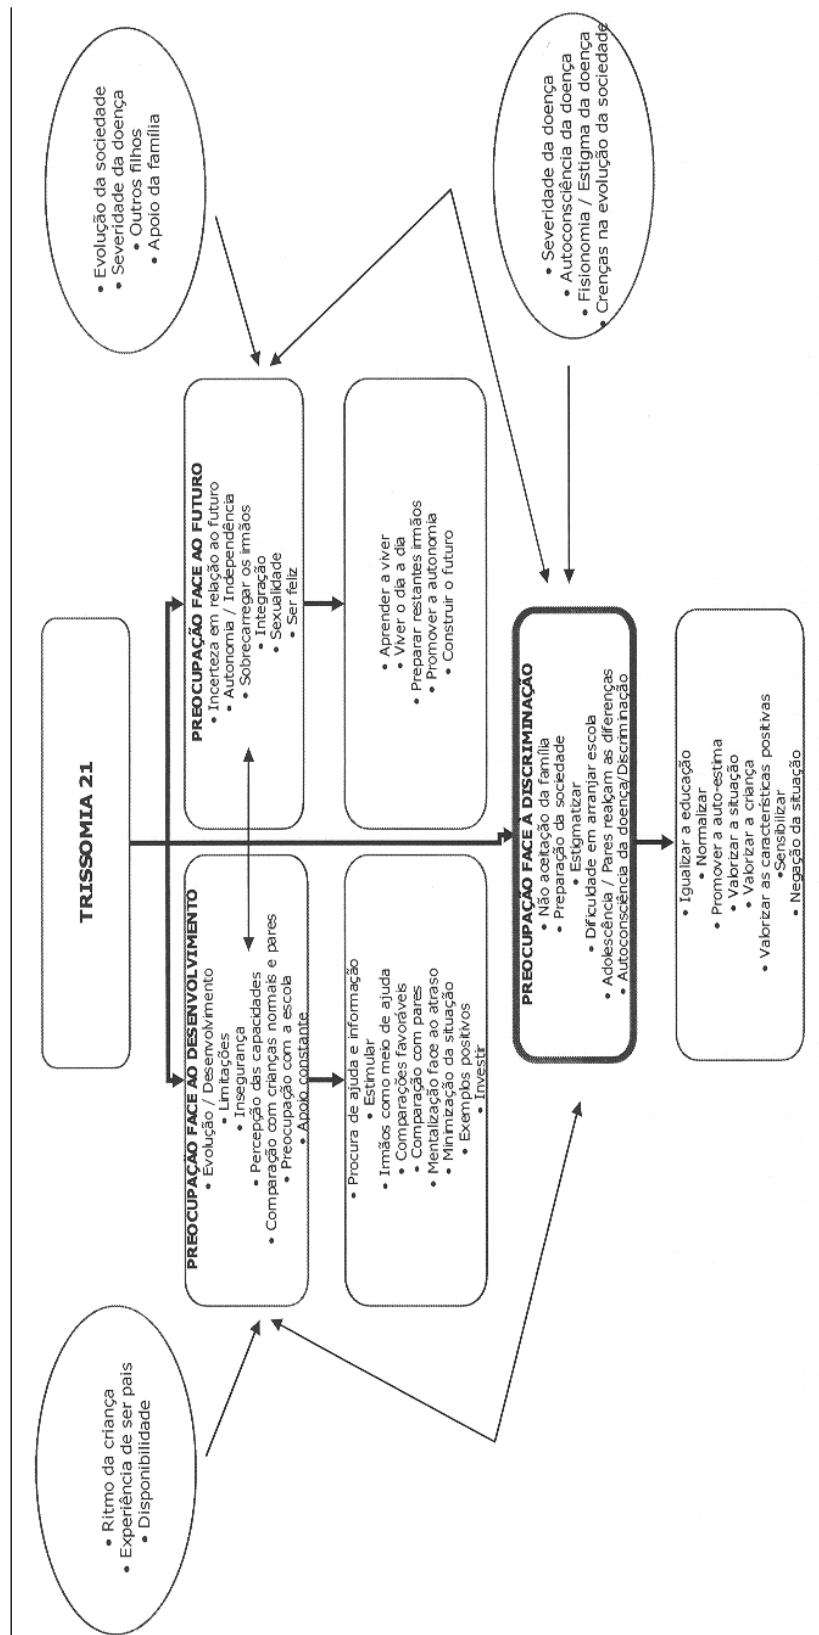 TRISSOMIA 21
• Ritmo da criança
• Experiência de ser pais
• Disponibilidade
PREOCUPAÇÃO FACE AO DESENVOLVIMENTO
• Evolução / Desenvolvimento
• Limitações
• Insegurança
• Percepção das capacidades
• Comparação com crianças normais e pares
• Preocupação com a escola
• Apoio constante
• Procura de ajuda e informação
• Estimular
• Irmãos como meio de ajuda
• Comparações favoráveis
• Comparação com pares
• Mentalização face ao atraso
• Minimização da situação
• Exemplos positivos
• Investir
• Evolução da sociedade
• Severidade da doença
• Outros filhos
• Apoio da família
PREOCUPAÇÃO FACE AO FUTURO
• Incerteza em relação ao futuro
• Autonomia / Independência
• Sobrecarregar os irmãos
• Integração
• Sexualidade
• Ser feliz
• Aprender a viver
• Viver o dia a dia
• Preparar restantes irmãos
• Promover a autonomia
• Construir o futuro
• Severidade da doença
• Autoconsciência da doença
• Fisionomia / Estigma da doença
• Crenças na evolução da sociedade
PREOCUPAÇÃO FACE À DISCRIMINAÇÃO
• Não aceitação da família
• Preparação da sociedade
• Estigmatizar
• Dificuldade em arranjar escola
• Adolescência / Pares realçam as diferenças
• Autoconsciência da doença/Discriminação
• Igualizar a educação
• Normalizar
• Promover a auto-estima
• Valorizar a situação
• Valorizar a criança
• Valorizar as características positivas
•Sensibilizar
• Negação da situação